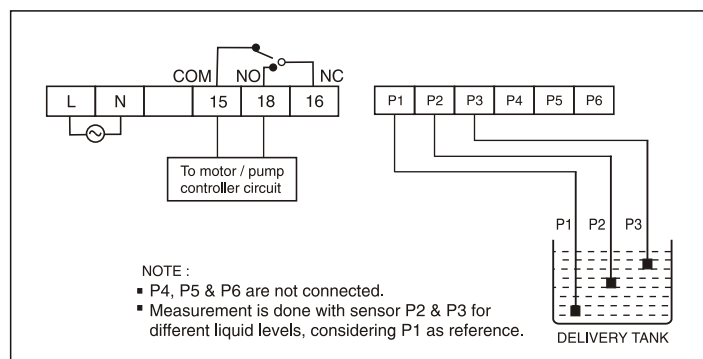 COM NO NC
L N 15 18 16
P1 P2 P3 P4 P5 P6
To motor / pump
controller circuit
P1 P2 P3
NOTE :
▪ P4, P5 & P6 are not connected.
▪ Measurement is done with sensor P2 & P3 for
different liquid levels, considering P1 as reference.
DELIVERY TANK